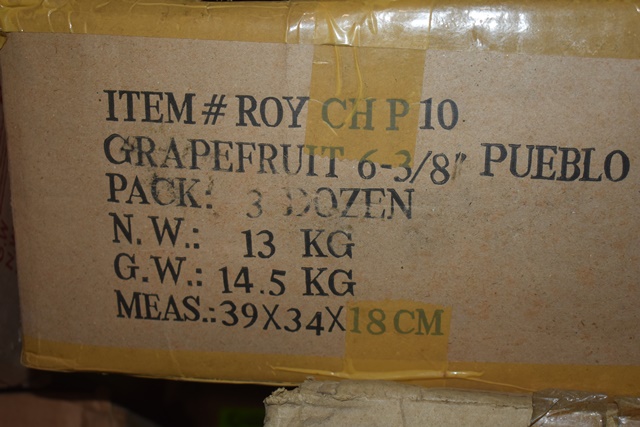 ITEM # ROY CH P 10
GRAPEFRUIT 6-3/8" PUEBLO
PACK: 3 DOZEN
N.W.: 13 KG
G.W.: 14.5 KG
MEAS.: 39X34X18CM